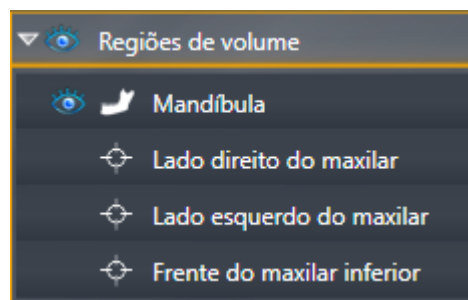 Regiões de volume
Mandíbula
Lado direito do maxilar
Lado esquerdo do maxilar
Frente do maxilar inferior